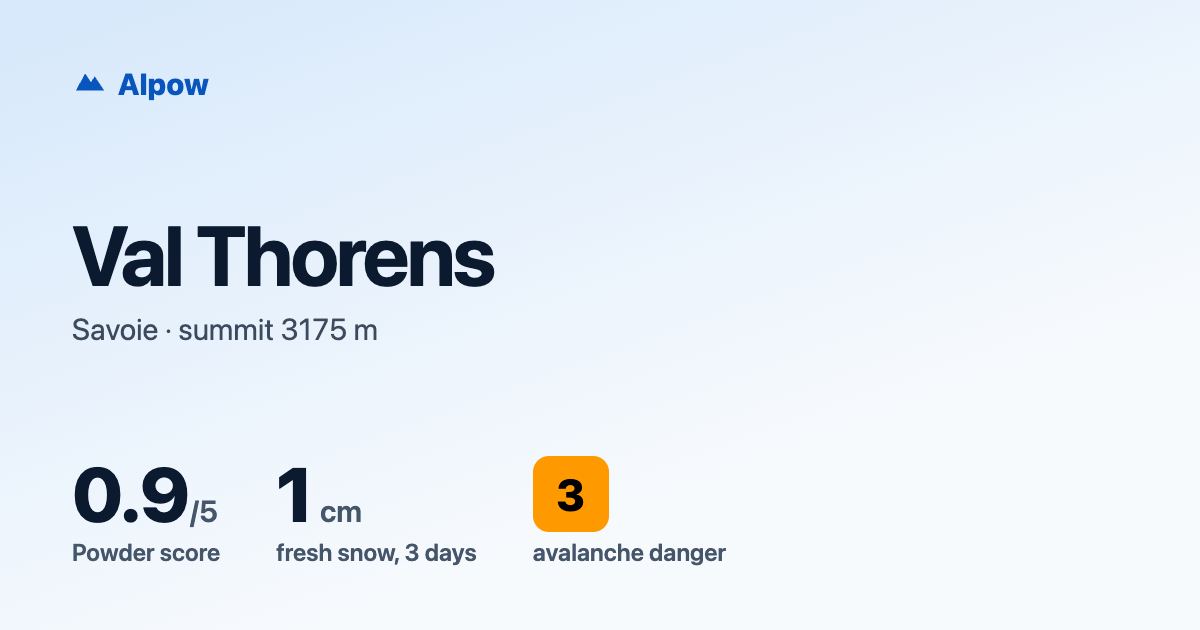 Alpow
Val Thorens
Savoie · summit 3175 m
0.9/5
Powder score
1 cm
fresh snow, 3 days
3
avalanche danger